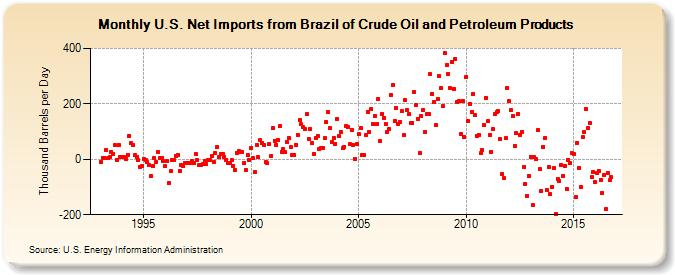 Monthly U.S. Net Imports from Brazil of Crude Oil and Petroleum Products
Thousand Barrels per Day
400
200
0
-200
1995 2000 2005 2010 2015
Source: U.S. Energy Information Administration